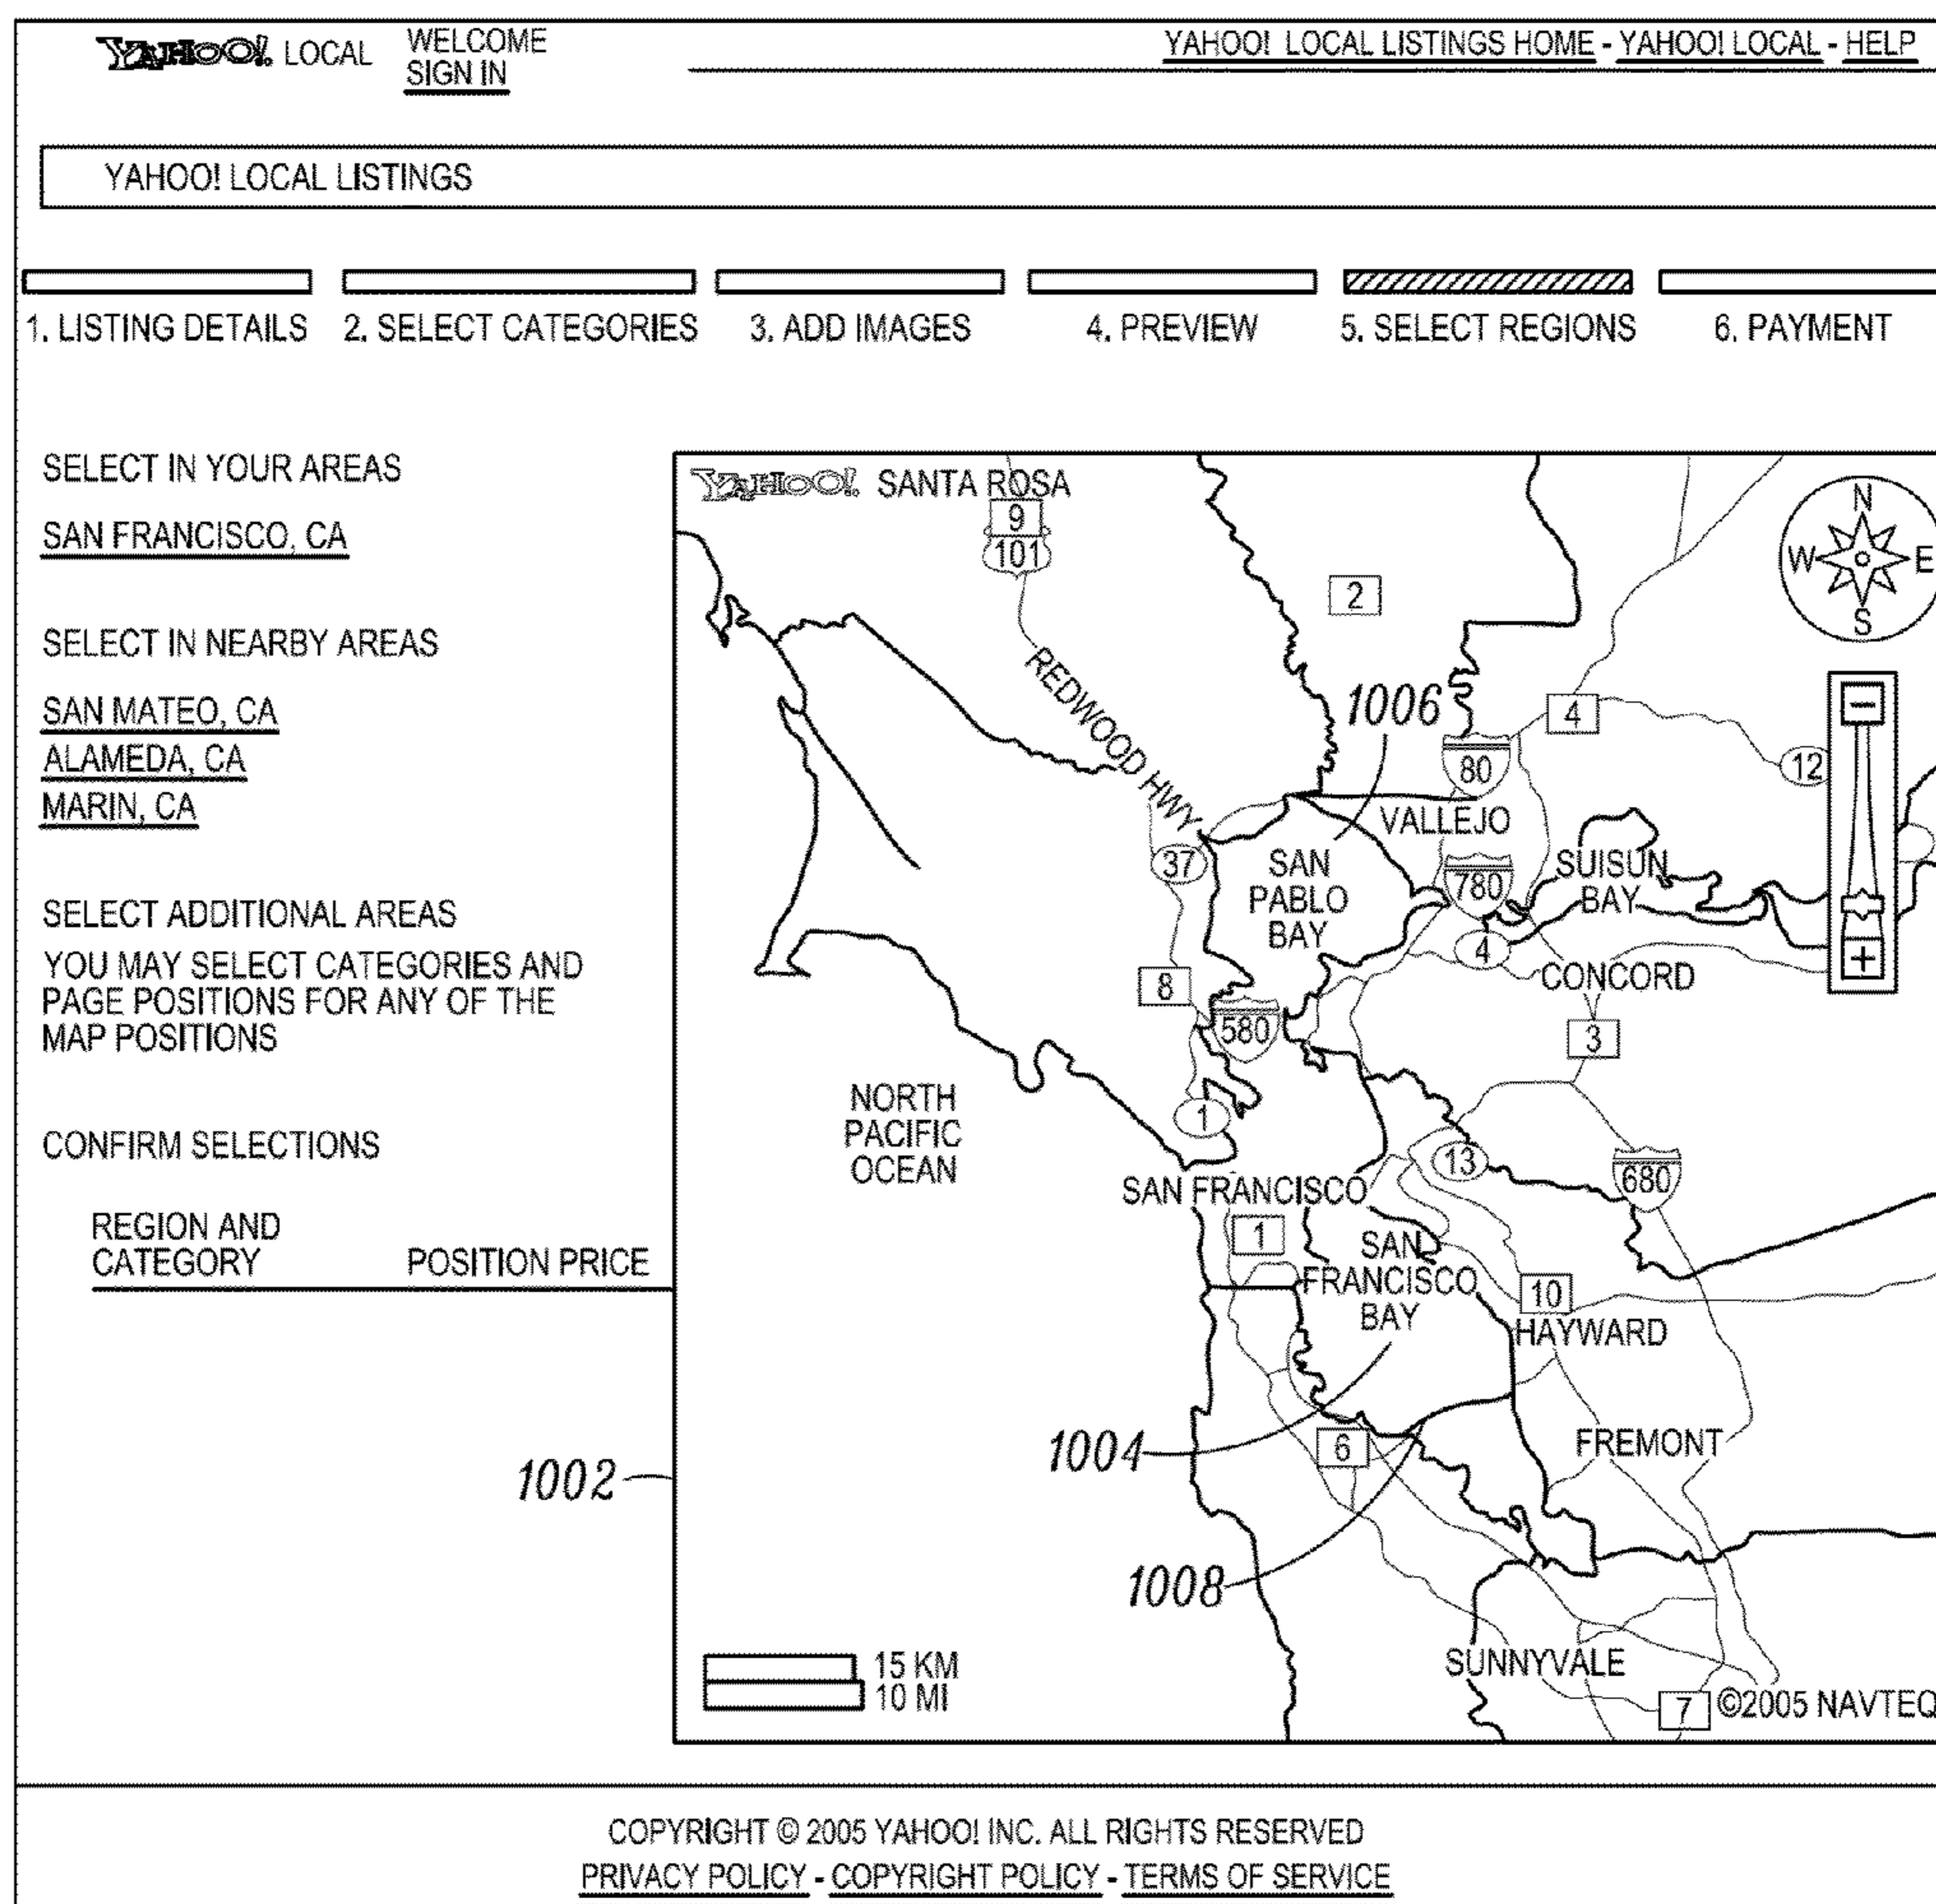 YAHOO! LOCAL
WELCOME
SIGN IN
YAHOO! LOCAL LISTINGS HOME - YAHOO! LOCAL - HELP
YAHOO! LOCAL LISTINGS
1. LISTING DETAILS
2. SELECT CATEGORIES
3. ADD IMAGES
4. PREVIEW
5. SELECT REGIONS
6. PAYMENT
SELECT IN YOUR AREAS
SAN FRANCISCO, CA
SELECT IN NEARBY AREAS
SAN MATEO, CA
ALAMEDA, CA
MARIN, CA
SELECT ADDITIONAL AREAS
YOU MAY SELECT CATEGORIES AND
PAGE POSITIONS FOR ANY OF THE
MAP POSITIONS
CONFIRM SELECTIONS
REGION AND
CATEGORY
POSITION PRICE
1002
YAHOO! SANTA ROSA
9
101
N
W
E
S
2
REDWOOD HWY
1006
4
80
12
−
VALLEJO
37
SAN
PABLO
BAY
780
SUISUN
BAY
4
+
CONCORD
8
580
3
NORTH
PACIFIC
OCEAN
1
13
680
SAN FRANCISCO
1
SAN
FRANCISCO
BAY
10
HAYWARD
1004
6
FREMONT
1008
SUNNYVALE
15 KM
10 MI
7
©2005 NAVTEQ
COPYRIGHT © 2005 YAHOO! INC. ALL RIGHTS RESERVED
PRIVACY POLICY - COPYRIGHT POLICY - TERMS OF SERVICE